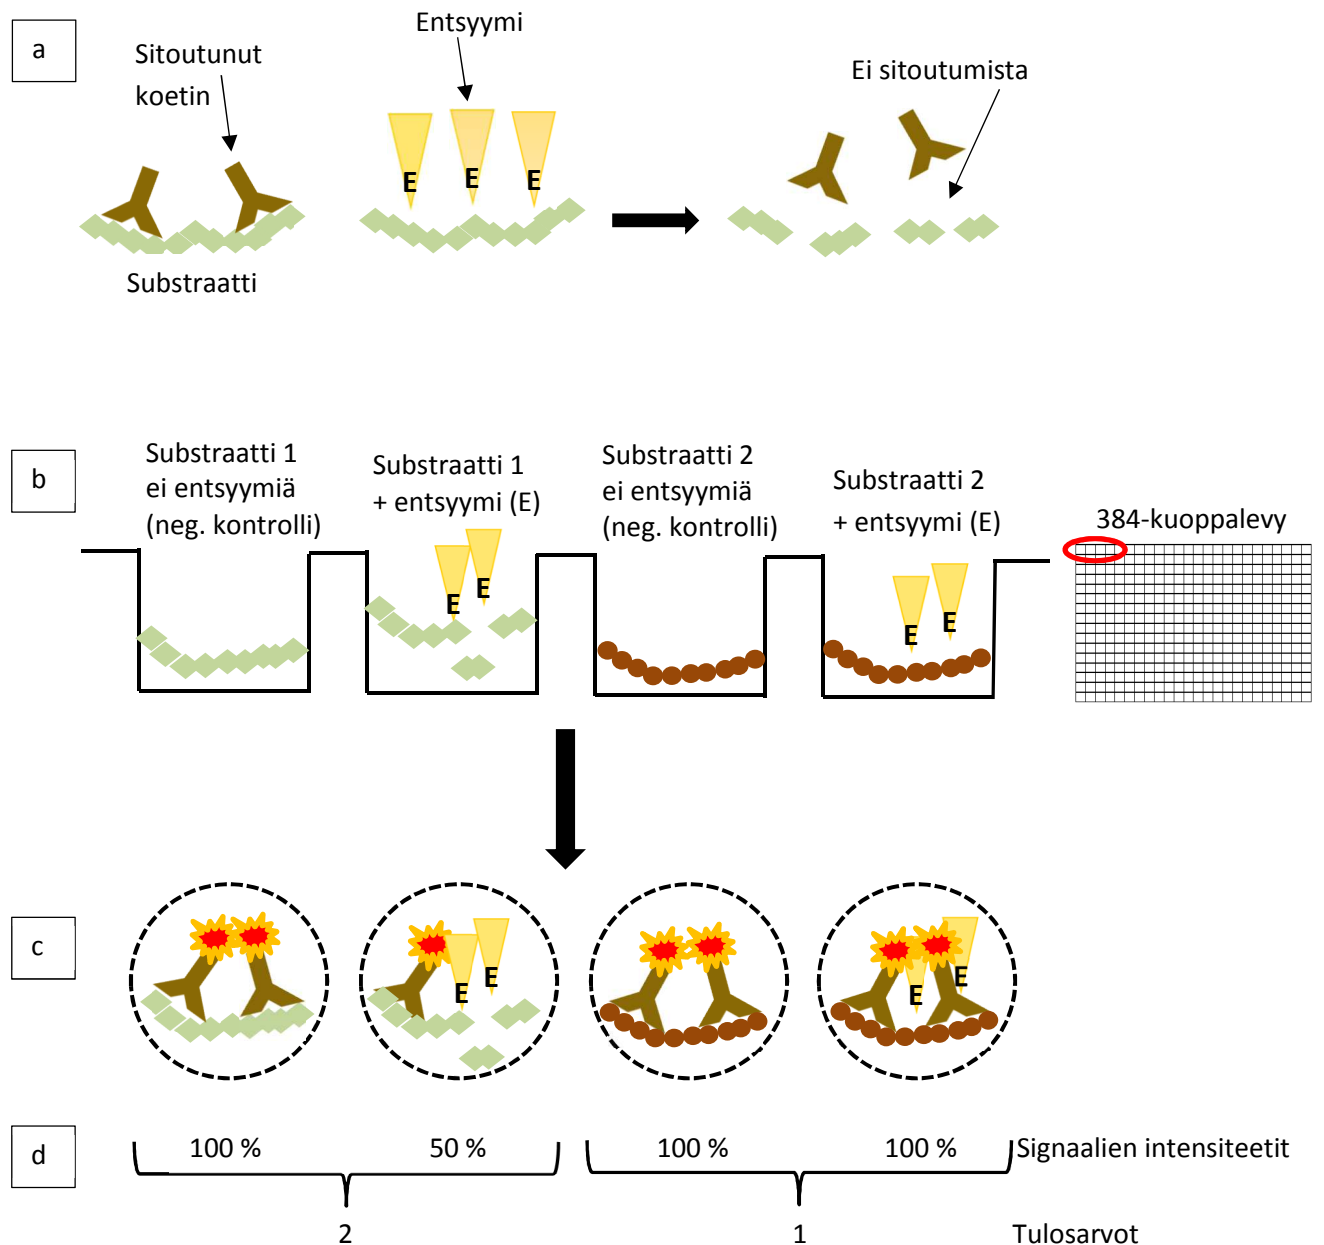 a
Sitoutunut
koetin
Entsyymi
Ei sitoutumista
E
E
E
Substraatti
b
Substraatti 1
ei entsyymiä
(neg. kontrolli)
Substraatti 1
+ entsyymi (E)
Substraatti 2
ei entsyymiä
(neg. kontrolli)
Substraatti 2
+ entsyymi (E)
384-kuoppalevy
E
E
E
E
c
E
E
E
E
d
100 %
50 %
100 %
100 %
Signaalien intensiteetit
2
1
Tulosarvot